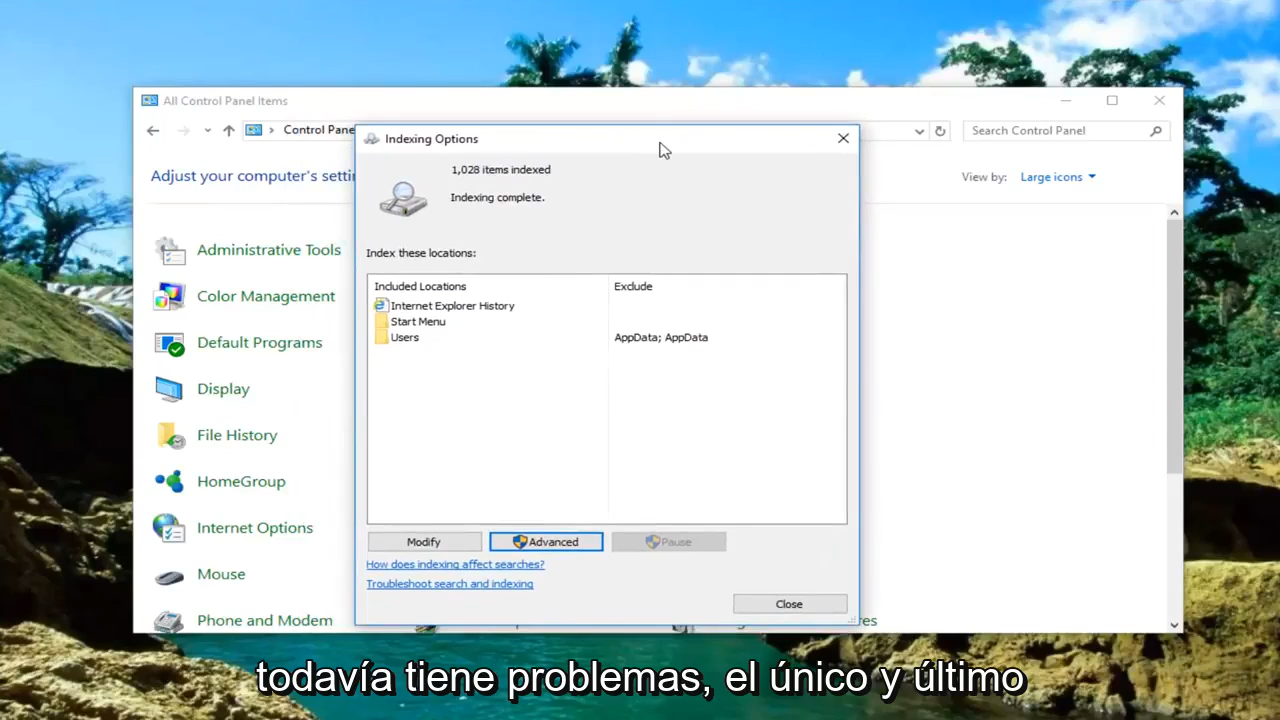 All Control Panel Items
Control Pane
Search Control Panel
Adjust your computer's setti
View by: Large icons
Administrative Tools
Color Management
Default Programs
Display
File History
HomeGroup
Internet Options
Mouse
Phone and Modem
Indexing Options
1,028 items indexed
Indexing complete.
Index these locations:
Included Locations Exclude
Internet Explorer History
Start Menu
Users AppData; AppData
Modify Advanced Pause
How does indexing affect searches?
Troubleshoot search and indexing
Close
todavía tiene problemas, el único y último